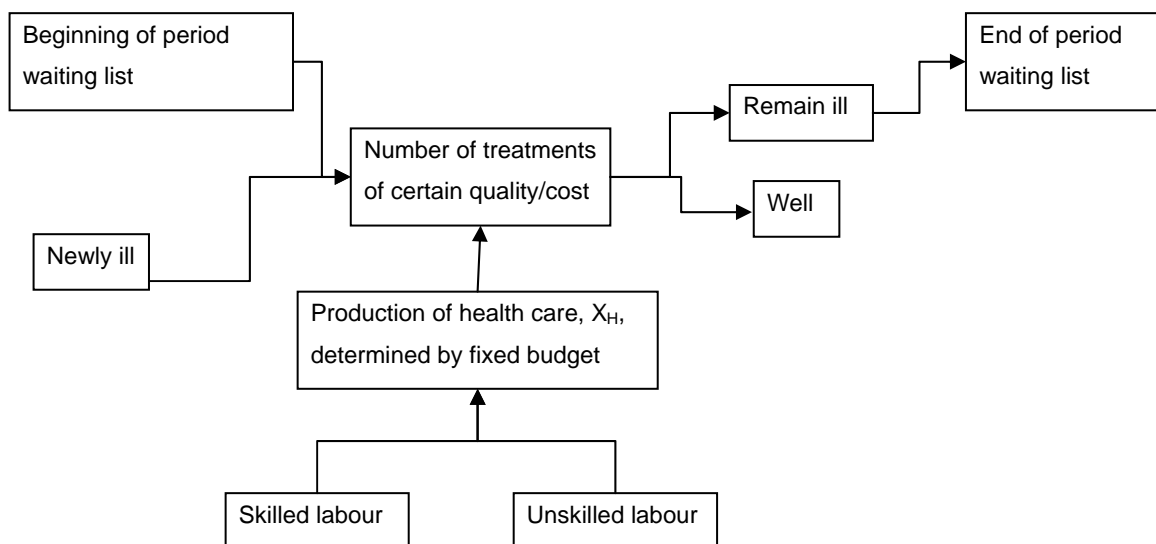 Beginning of period
waiting list
End of period
waiting list
Remain ill
Number of treatments
of certain quality/cost
Well
Newly ill
Production of health care, X_H,
determined by fixed budget
Skilled labour
Unskilled labour